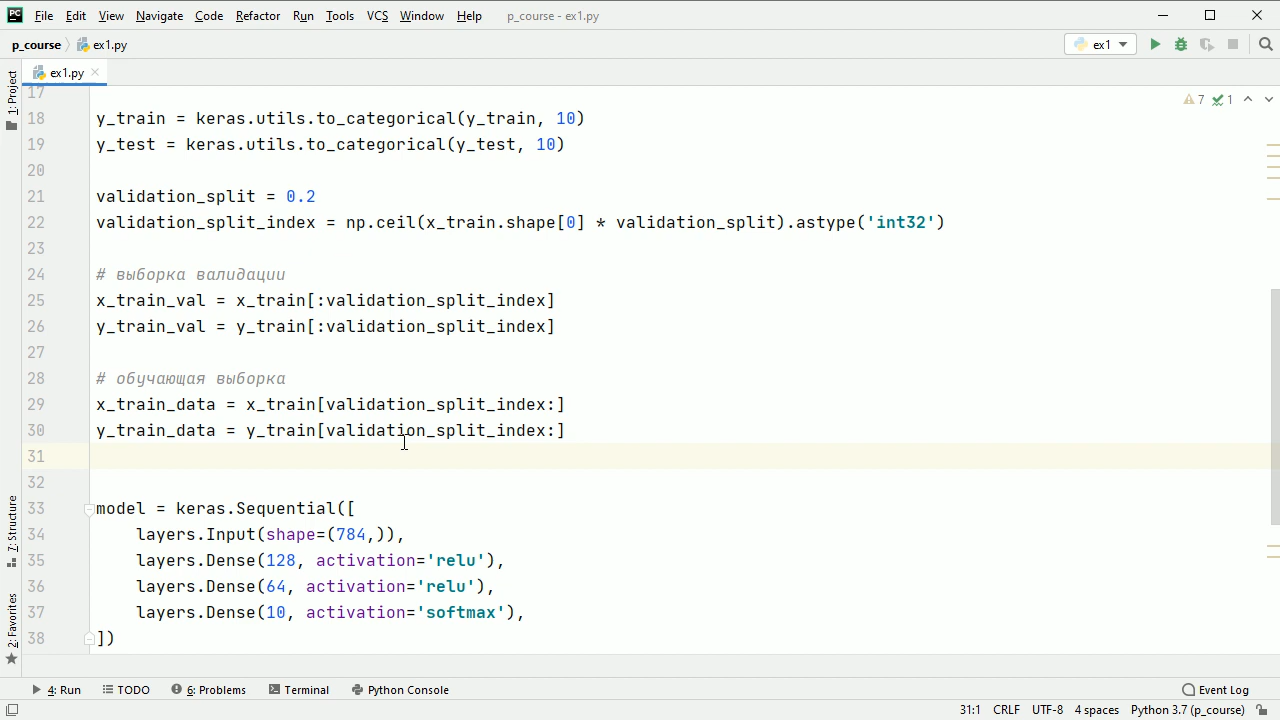 PC File Edit View Navigate Code Refactor Run Tools VCS Window Help p_course - ex1.py
p_course ex1.py ex1
ex1.py
7 1
1: Project
7: Structure
2: Favorites
17
18 y_train = keras.utils.to_categorical(y_train, 10)
19 y_test = keras.utils.to_categorical(y_test, 10)
20
21 validation_split = 0.2
22 validation_split_index = np.ceil(x_train.shape[0] * validation_split).astype('int32')
23
24 # выборка валидации
25 x_train_val = x_train[:validation_split_index]
26 y_train_val = y_train[:validation_split_index]
27
28 # обучающая выборка
29 x_train_data = x_train[validation_split_index:]
30 y_train_data = y_train[validation_split_index:]
31
32
33 model = keras.Sequential([
34 layers.Input(shape=(784,)),
35 layers.Dense(128, activation='relu'),
36 layers.Dense(64, activation='relu'),
37 layers.Dense(10, activation='softmax'),
38 ])
4: Run TODO 6: Problems Terminal Python Console Event Log
31:1 CRLF UTF-8 4 spaces Python 3.7 (p_course)